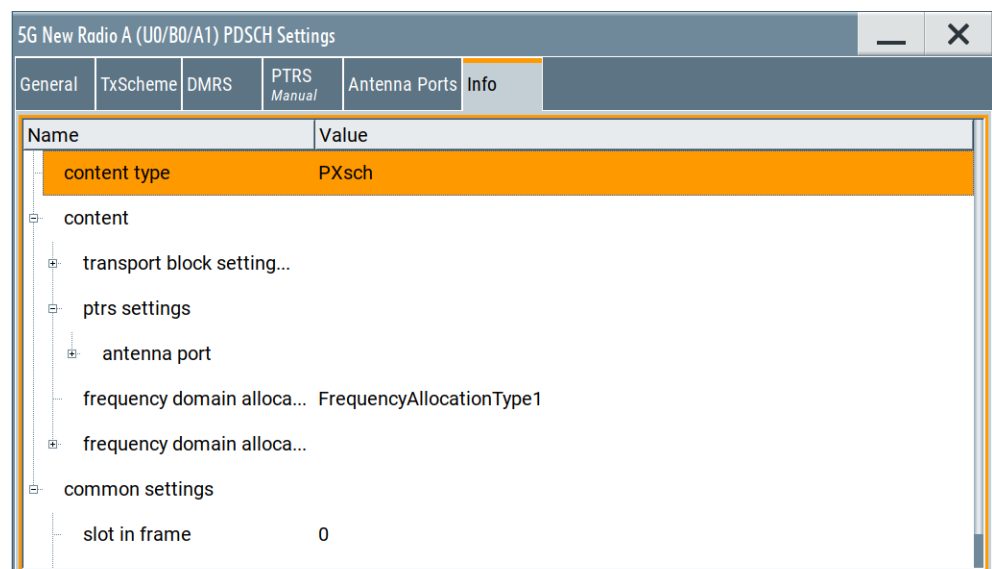 5G New Radio A (U0/B0/A1) PDSCH Settings
General TxScheme DMRS PTRS Manual Antenna Ports Info
Name Value
content type PXsch
content
transport block setting...
ptrs settings
antenna port
frequency domain alloca... FrequencyAllocationType1
frequency domain alloca...
common settings
slot in frame 0